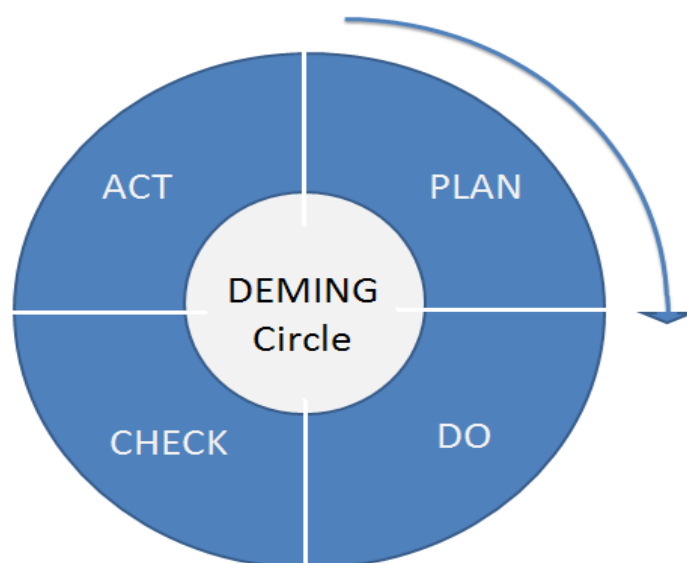 ACT
PLAN
DEMING
Circle
CHECK
DO